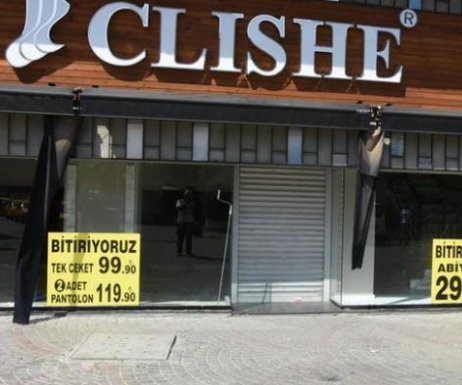 CLISHE®
BİTİRİYORUZ
TEK CEKET 99.90
2 ADET
PANTOLON 119.90
BİTİR
ABİY
29